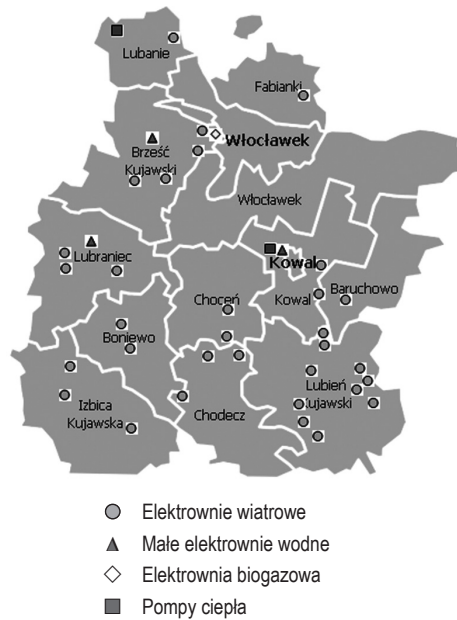 Lubanie
Fabianki
Włocławek
Brześć
Kujawski
Włocławek
Lubraniec
Kowal
Baruchowo
Choceń
Kowal
Boniewo
Lubień
Kujawski
Izbica
Kujawska
Chodecz
Elektrownie wiatrowe
Małe elektrownie wodne
Elektrownia biogazowa
Pompy ciepła